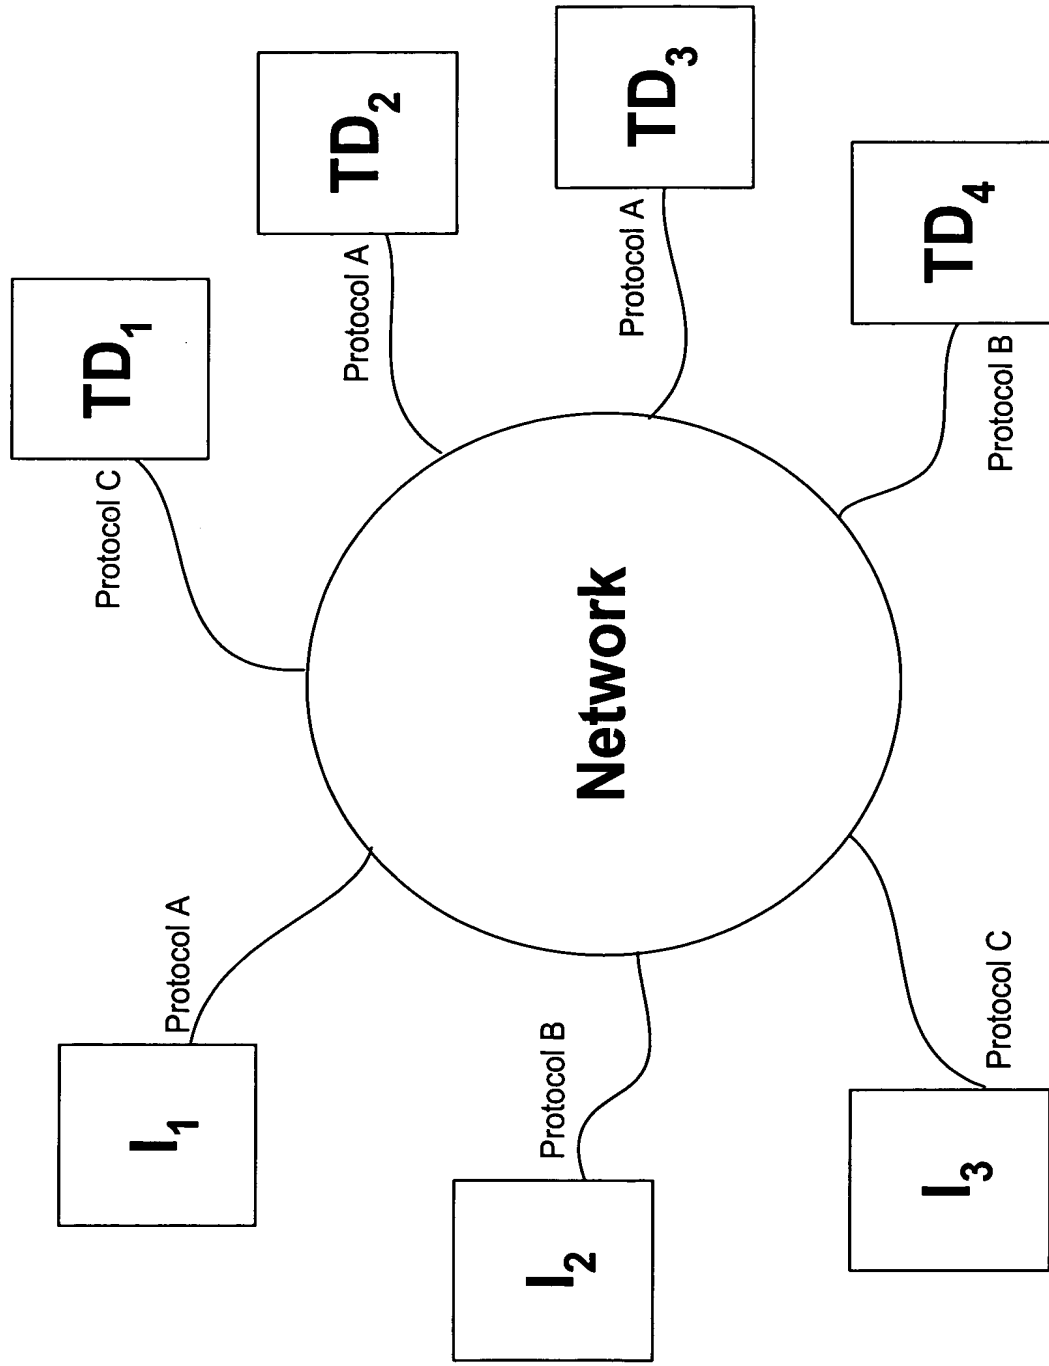 I1
Protocol A
I2
Protocol B
I3
Protocol C
Network
TD1
Protocol C
TD2
Protocol A
TD3
Protocol A
TD4
Protocol B